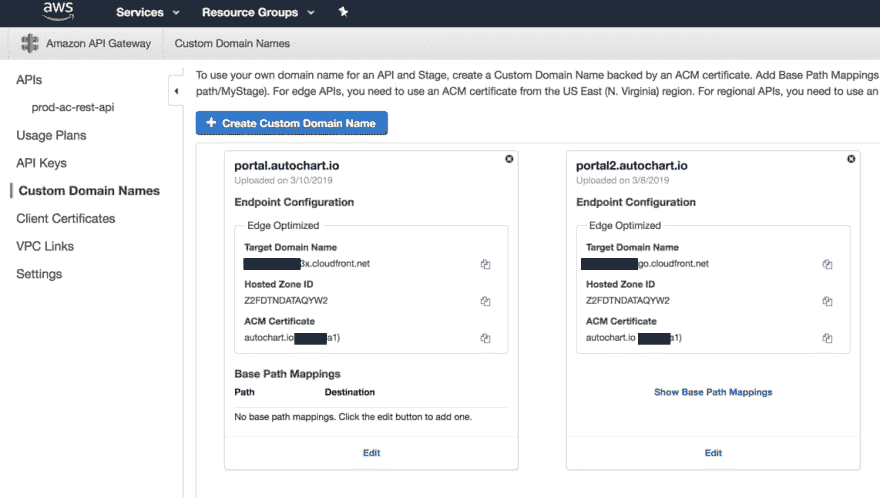 aws
Services
Resource Groups
Amazon API Gateway
Custom Domain Names
APIs
prod-ac-rest-api
Usage Plans
API Keys
Custom Domain Names
Client Certificates
VPC Links
Settings
To use your own domain name for an API and Stage, create a Custom Domain Name backed by an ACM certificate. Add Base Path Mappings
path/MyStage). For edge APIs, you need to use an ACM certificate from the US East (N. Virginia) region. For regional APIs, you need to use an
+ Create Custom Domain Name
portal.autochart.io
Uploaded on 3/10/2019
Endpoint Configuration
Edge Optimized
Target Domain Name
3x.cloudfront.net
Hosted Zone ID
Z2FDTNDATAQYW2
ACM Certificate
autochart.io a1)
Base Path Mappings
Path Destination
No base path mappings. Click the edit button to add one.
Edit
portal2.autochart.io
Uploaded on 3/8/2019
Endpoint Configuration
Edge Optimized
Target Domain Name
go.cloudfront.net
Hosted Zone ID
Z2FDTNDATAQYW2
ACM Certificate
autochart.io a1)
Show Base Path Mappings
Edit